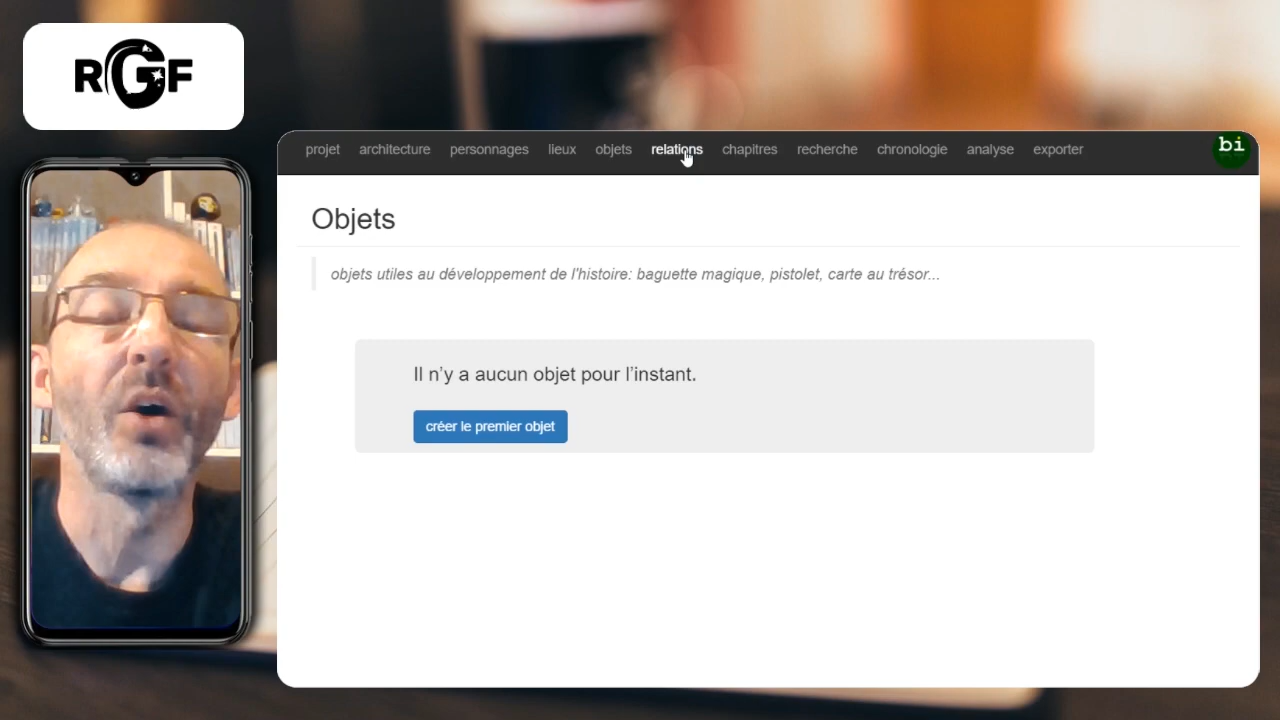 RGF
projet architecture personnages lieux objets relations chapitres recherche chronologie analyse exporter bi
Objets
objets utiles au développement de l'histoire: baguette magique, pistolet, carte au trésor...
Il n’y a aucun objet pour l’instant.
créer le premier objet